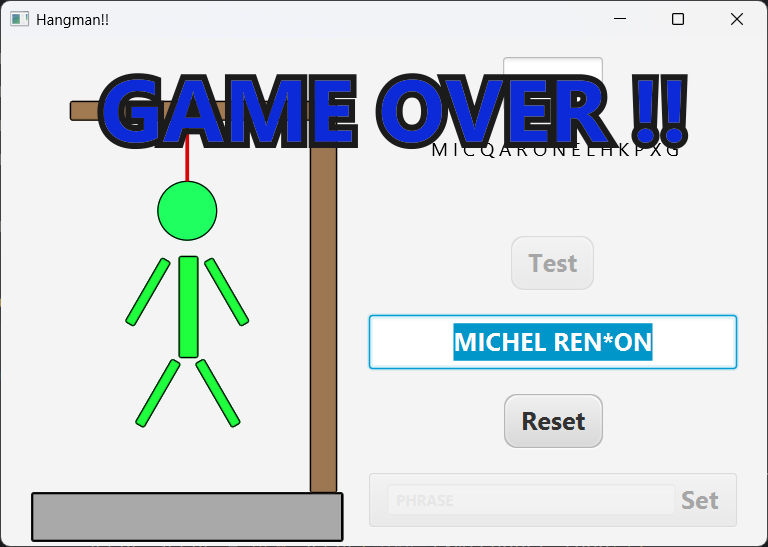 Hangman!!
GAME OVER !!
M I C Q A R O N E L H K P X G
Test
MICHEL REN*ON
Reset
PHRASE Set